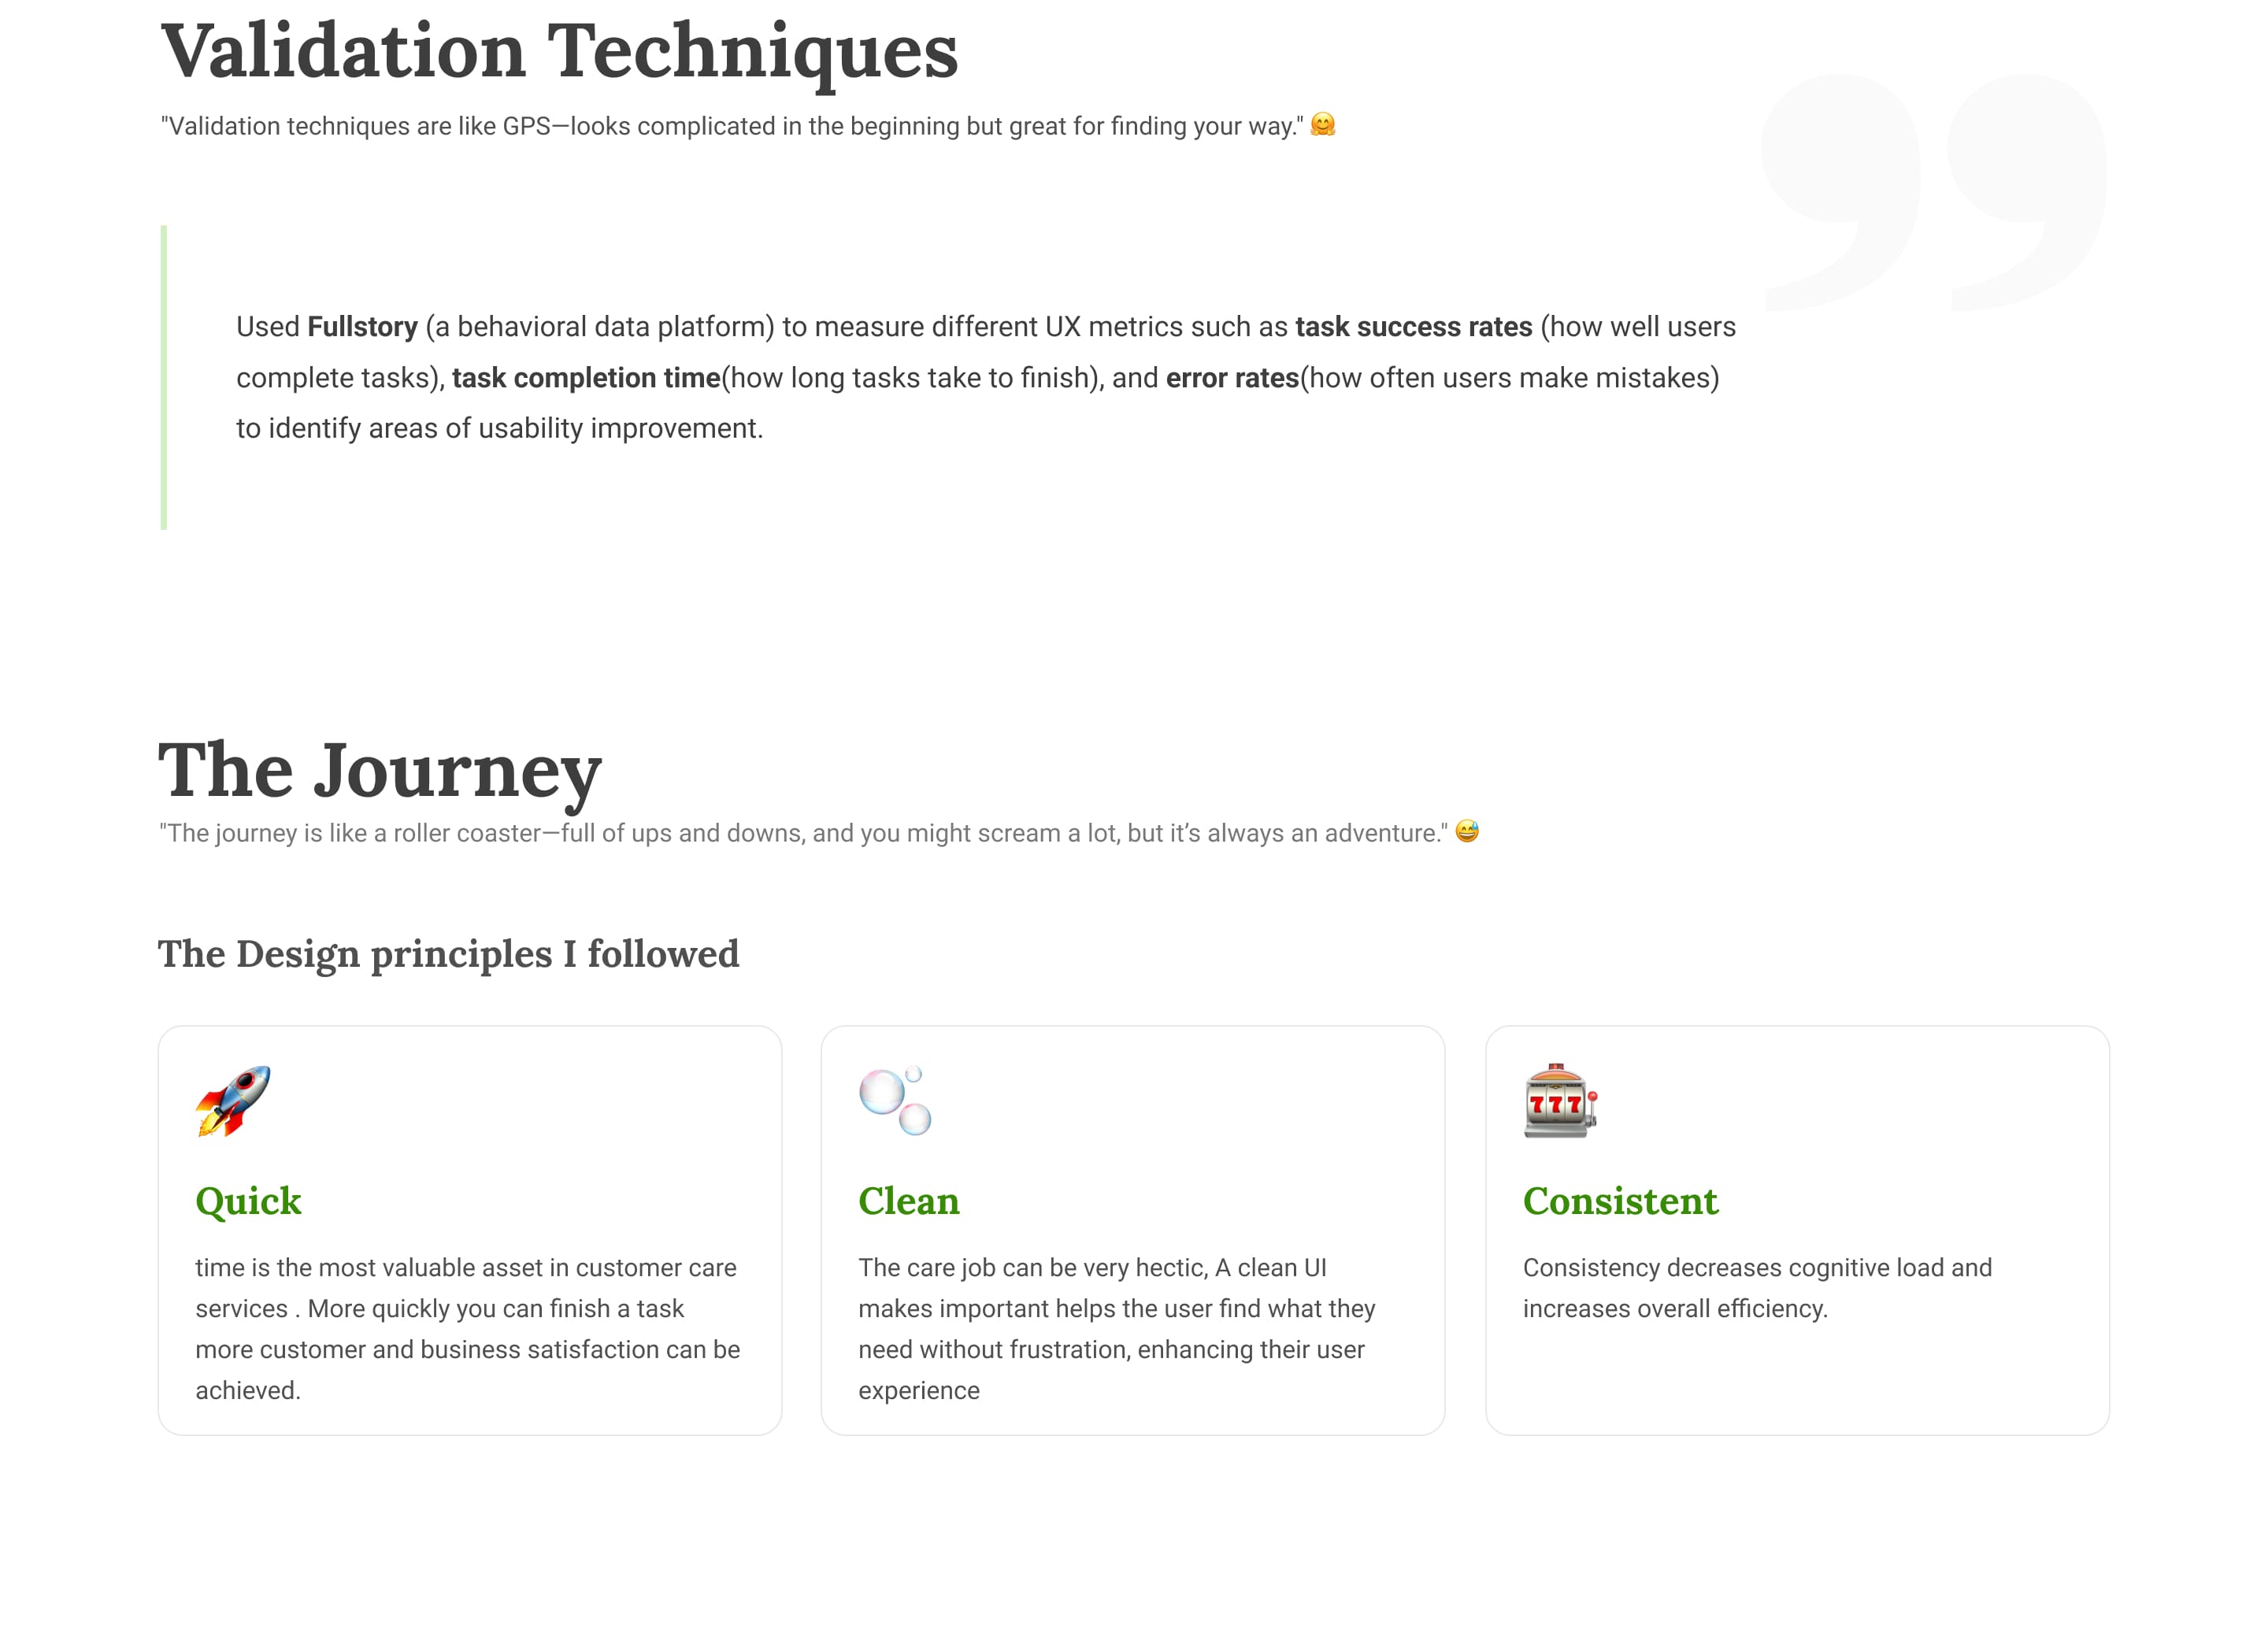 Validation Techniques
"Validation techniques are like GPS—looks complicated in the beginning but great for finding your way." 🤗
Used Fullstory (a behavioral data platform) to measure different UX metrics such as task success rates (how well users
complete tasks), task completion time(how long tasks take to finish), and error rates(how often users make mistakes)
to identify areas of usability improvement.
The Journey
"The journey is like a roller coaster—full of ups and downs, and you might scream a lot, but it’s always an adventure." 😅
The Design principles I followed
Quick
time is the most valuable asset in customer care
services . More quickly you can finish a task
more customer and business satisfaction can be
achieved.
Clean
The care job can be very hectic, A clean UI
makes important helps the user find what they
need without frustration, enhancing their user
experience
777
Consistent
Consistency decreases cognitive load and
increases overall efficiency.